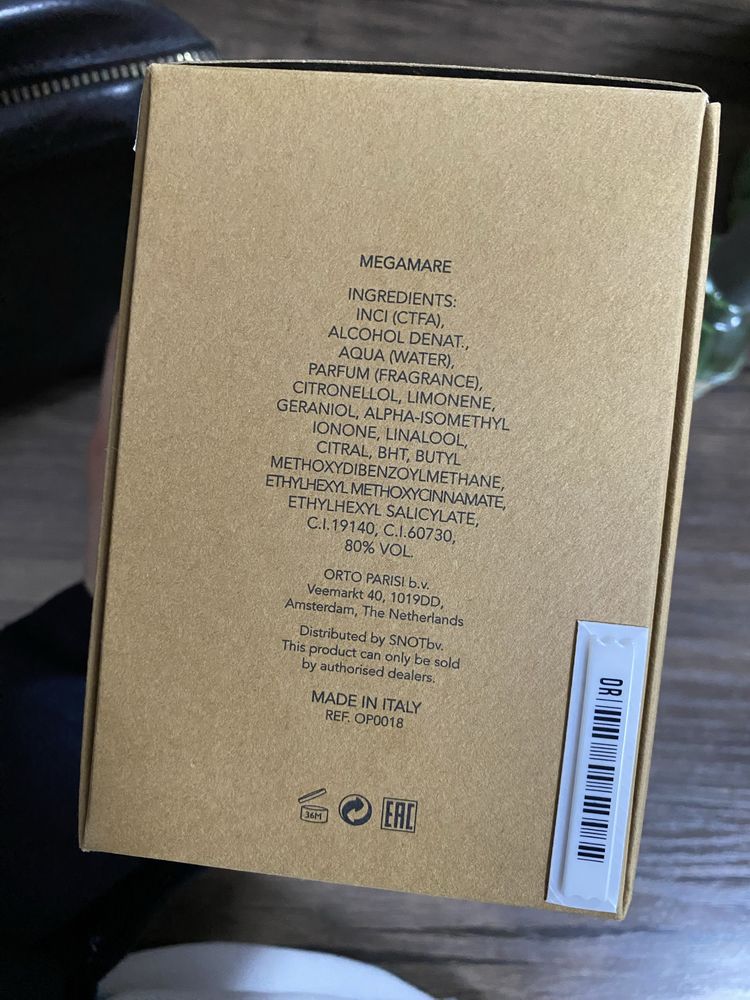 MEGAMARE
INGREDIENTS:
INCI (CTFA),
ALCOHOL DENAT.,
AQUA (WATER),
PARFUM (FRAGRANCE),
CITRONELLOL, LIMONENE,
GERANIOL, ALPHA-ISOMETHYL
IONONE, LINALOOL,
CITRAL, BHT, BUTYL
METHOXYDIBENZOYLMETHANE,
ETHYLHEXYL METHOXYCINNAMATE,
ETHYLHEXYL SALICYLATE,
C.I.19140, C.I.60730,
80% VOL.
ORTO PARISI b.v.
Veemarkt 40, 1019DD,
Amsterdam, The Netherlands
Distributed by SNOTbv.
This product can only be sold
by authorised dealers.
MADE IN ITALY
REF. OP0018
36M
EAC
OR